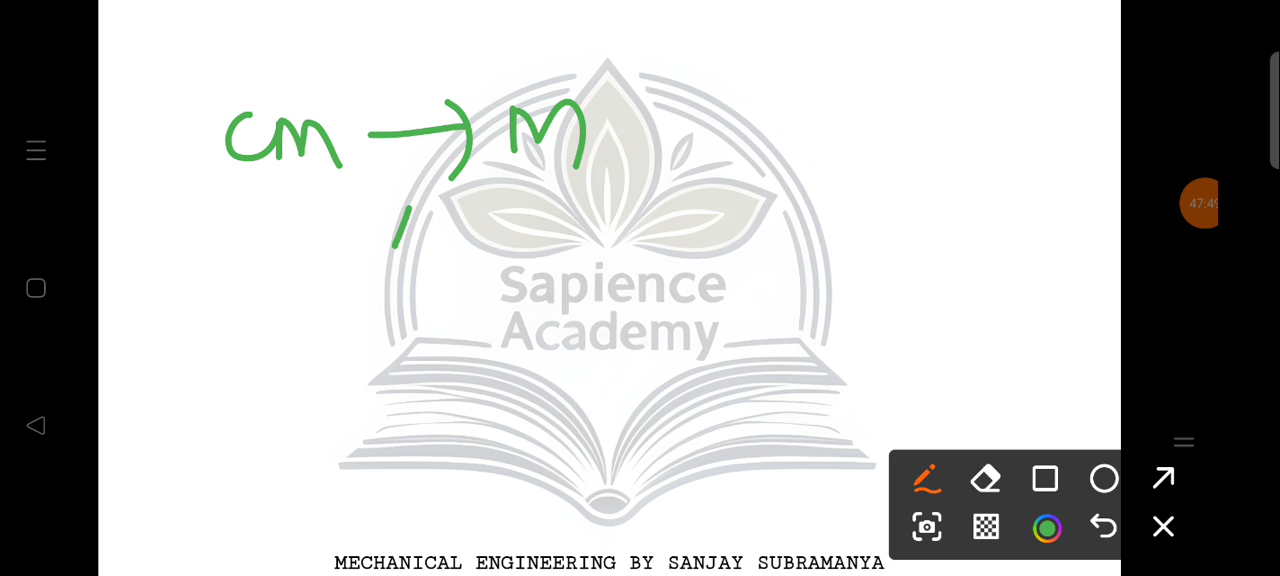 cm → m
/
Sapience
Academy
MECHANICAL ENGINEERING BY SANJAY SUBRAMANYA
47:49